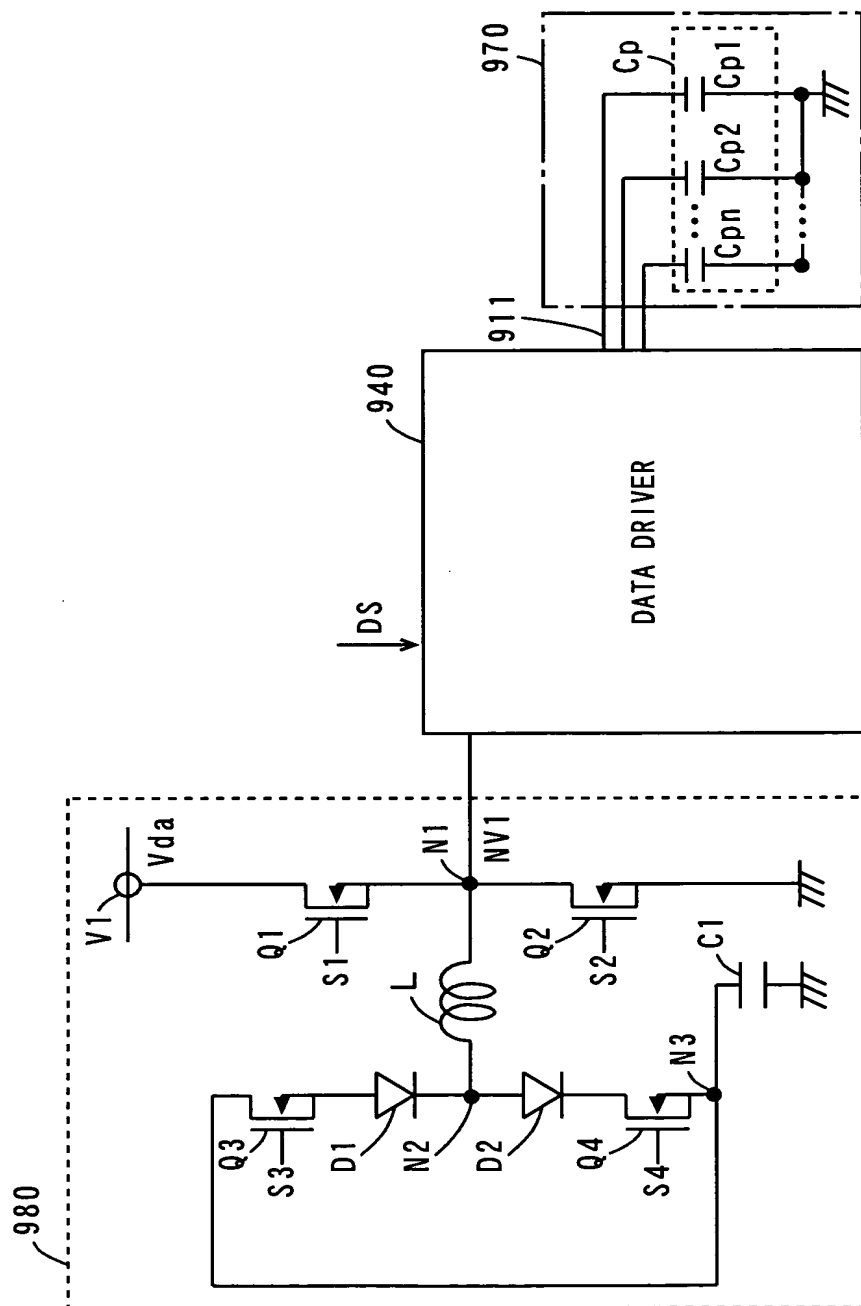 980
V1
Vda
Q1
S1
Q3
S3
D1
N2
D2
L
N1
NV1
Q2
S2
Q4
S4
N3
C1
DS
940
DATA DRIVER
911
970
Cp
Cp1
Cp2
Cpn